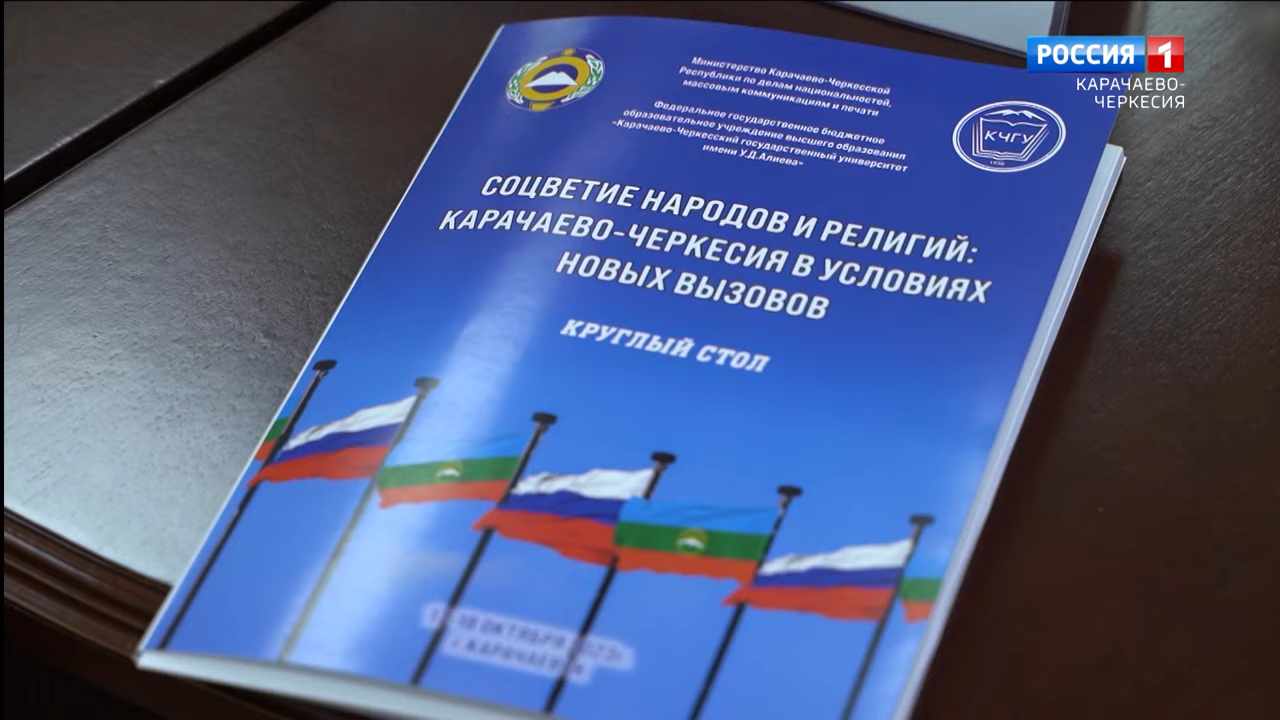 РОССИЯ 1
КАРАЧАЕВО-
ЧЕРКЕСИЯ
Министерство Карачаево-Черкесской
Республики по делам национальностей,
массовым коммуникациям и печати
Федеральное государственное бюджетное
образовательное учреждение высшего образования
«Карачаево-Черкесский государственный университет
имени У.Д.Алиева»
КЧГУ
СОЦВЕТИЕ НАРОДОВ И РЕЛИГИЙ:
КАРАЧАЕВО-ЧЕРКЕСИЯ В УСЛОВИЯХ
НОВЫХ ВЫЗОВОВ
КРУГЛЫЙ СТОЛ
ОКТЯБРЯ